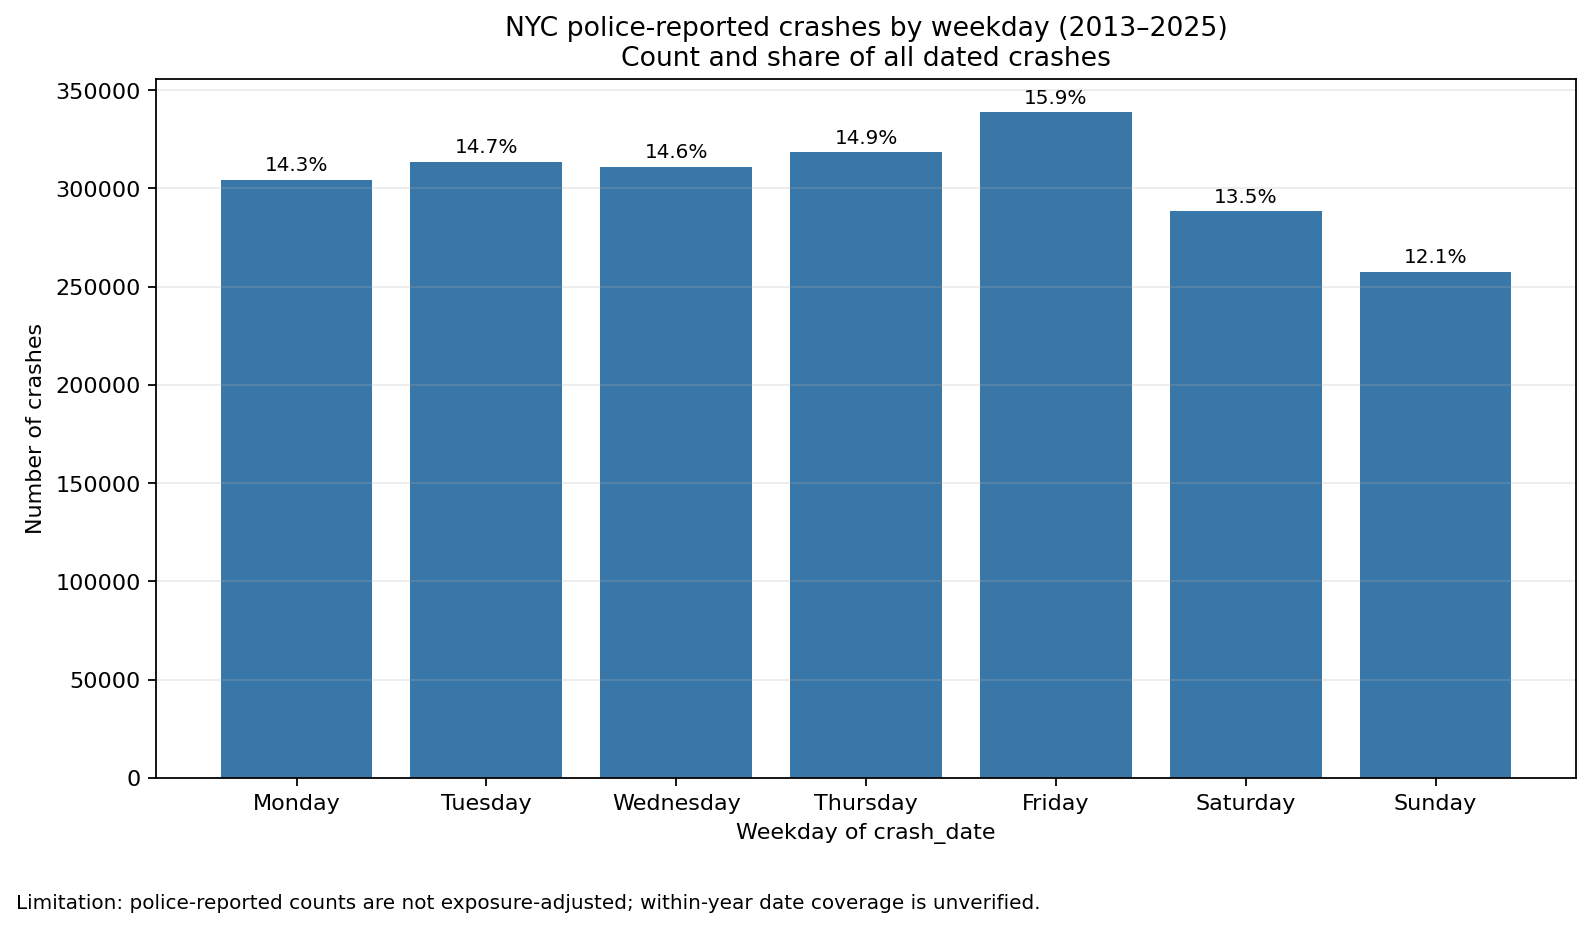 NYC police-reported crashes by weekday (2013–2025)
Count and share of all dated crashes
350000
300000
250000
200000
150000
100000
50000
0
Number of crashes
14.3%
14.7%
14.6%
14.9%
15.9%
13.5%
12.1%
Monday
Tuesday
Wednesday
Thursday
Friday
Saturday
Sunday
Weekday of crash_date
Limitation: police-reported counts are not exposure-adjusted; within-year date coverage is unverified.